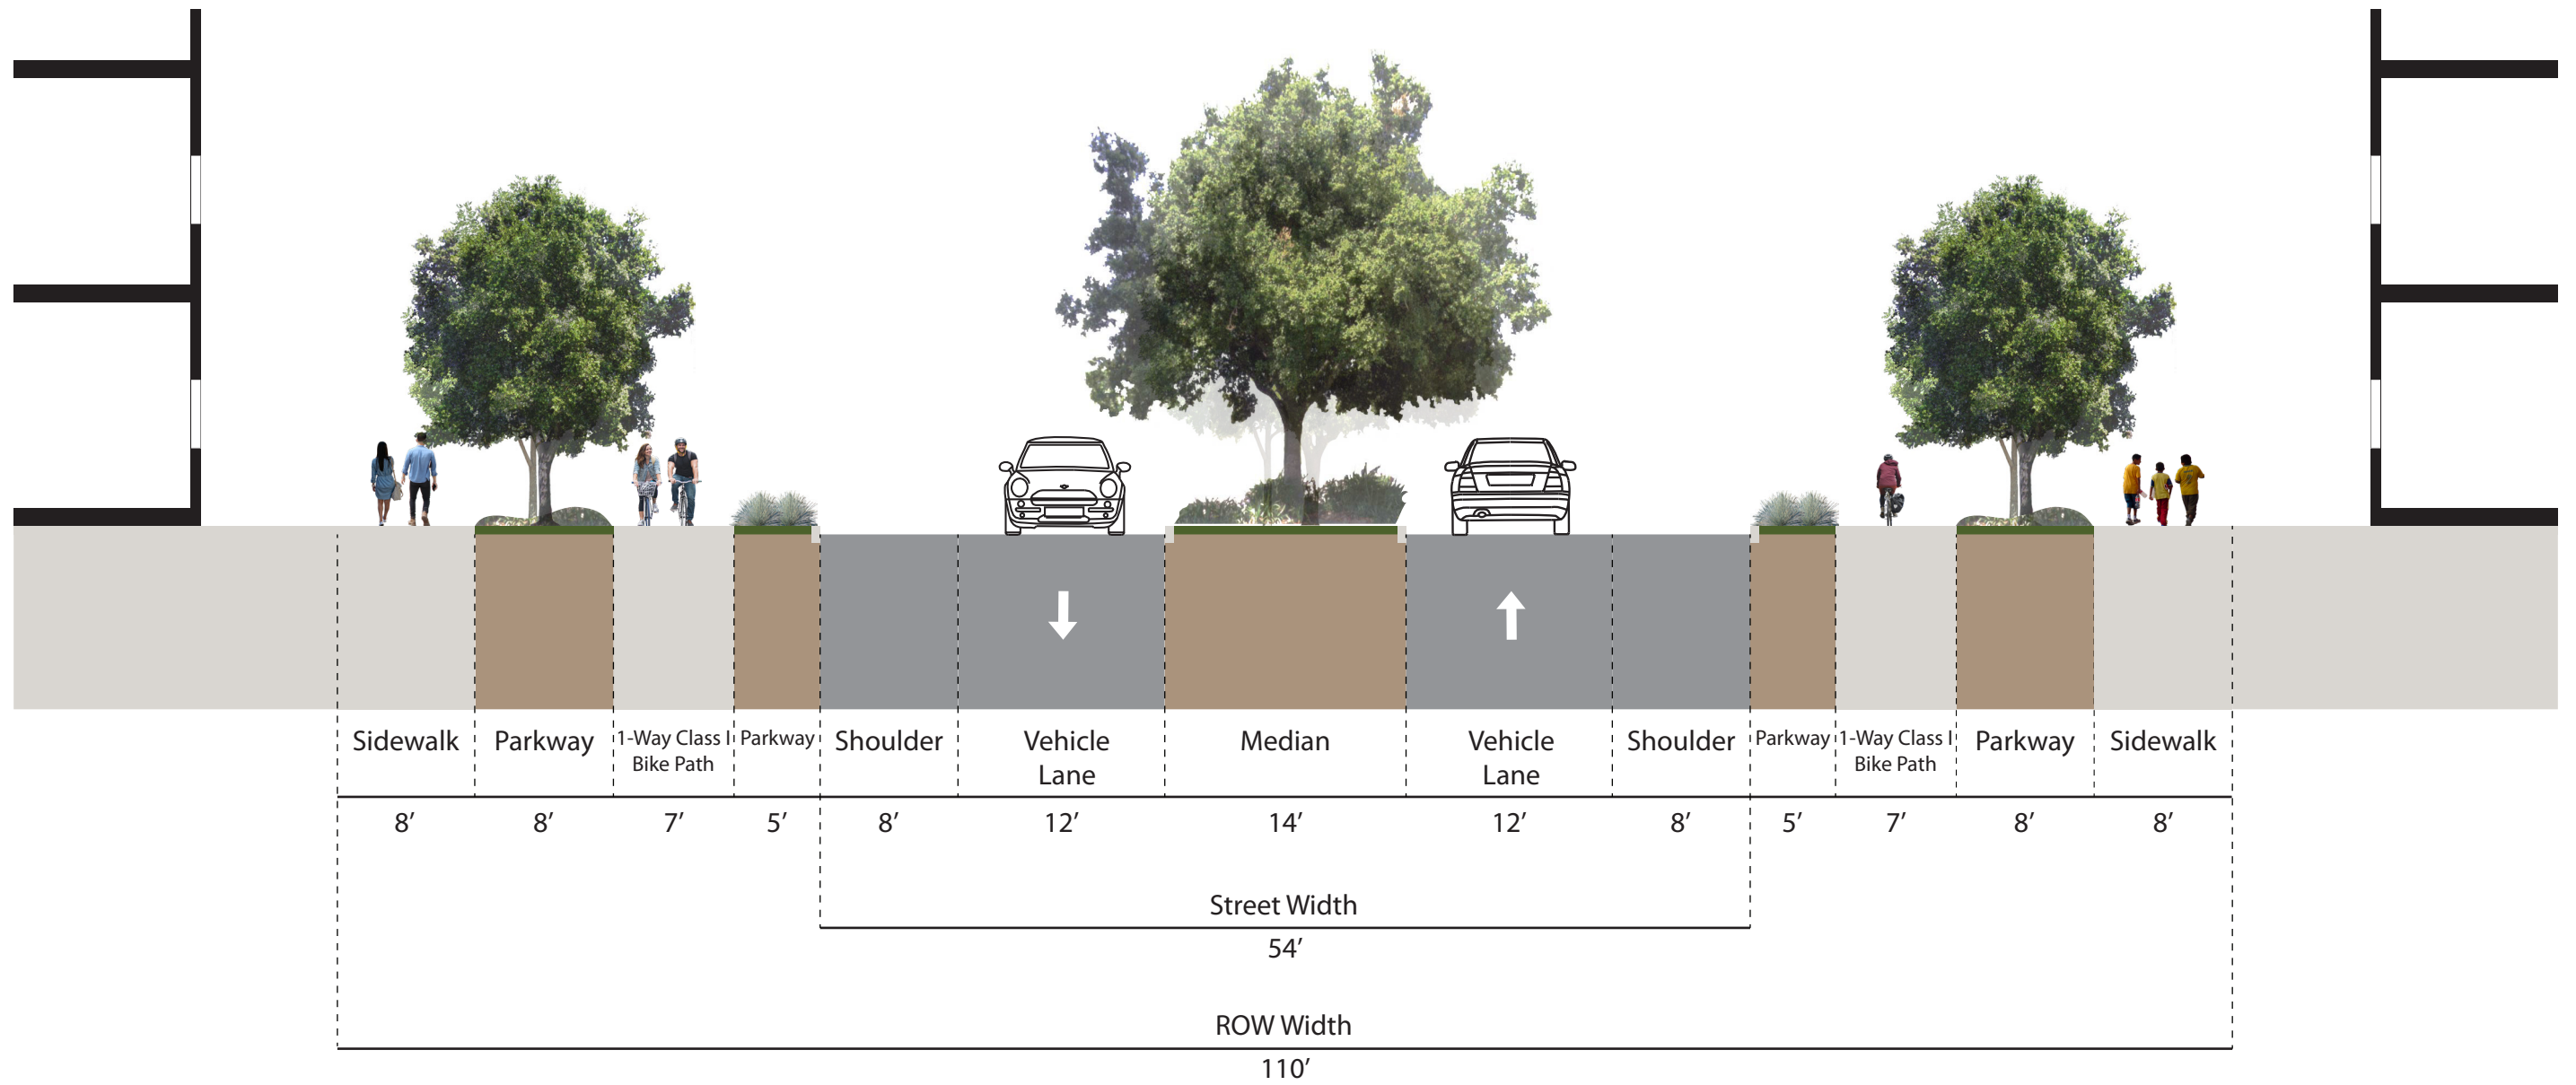 Sidewalk
Parkway
1-Way Class I
Bike Path
Parkway
Shoulder
Vehicle
Lane
Median
Vehicle
Lane
Shoulder
Parkway
1-Way Class I
Bike Path
Parkway
Sidewalk
8’
8’
7’
5’
8’
12’
14’
12’
8’
5’
7’
8’
8’
Street Width
54’
ROW Width
110’